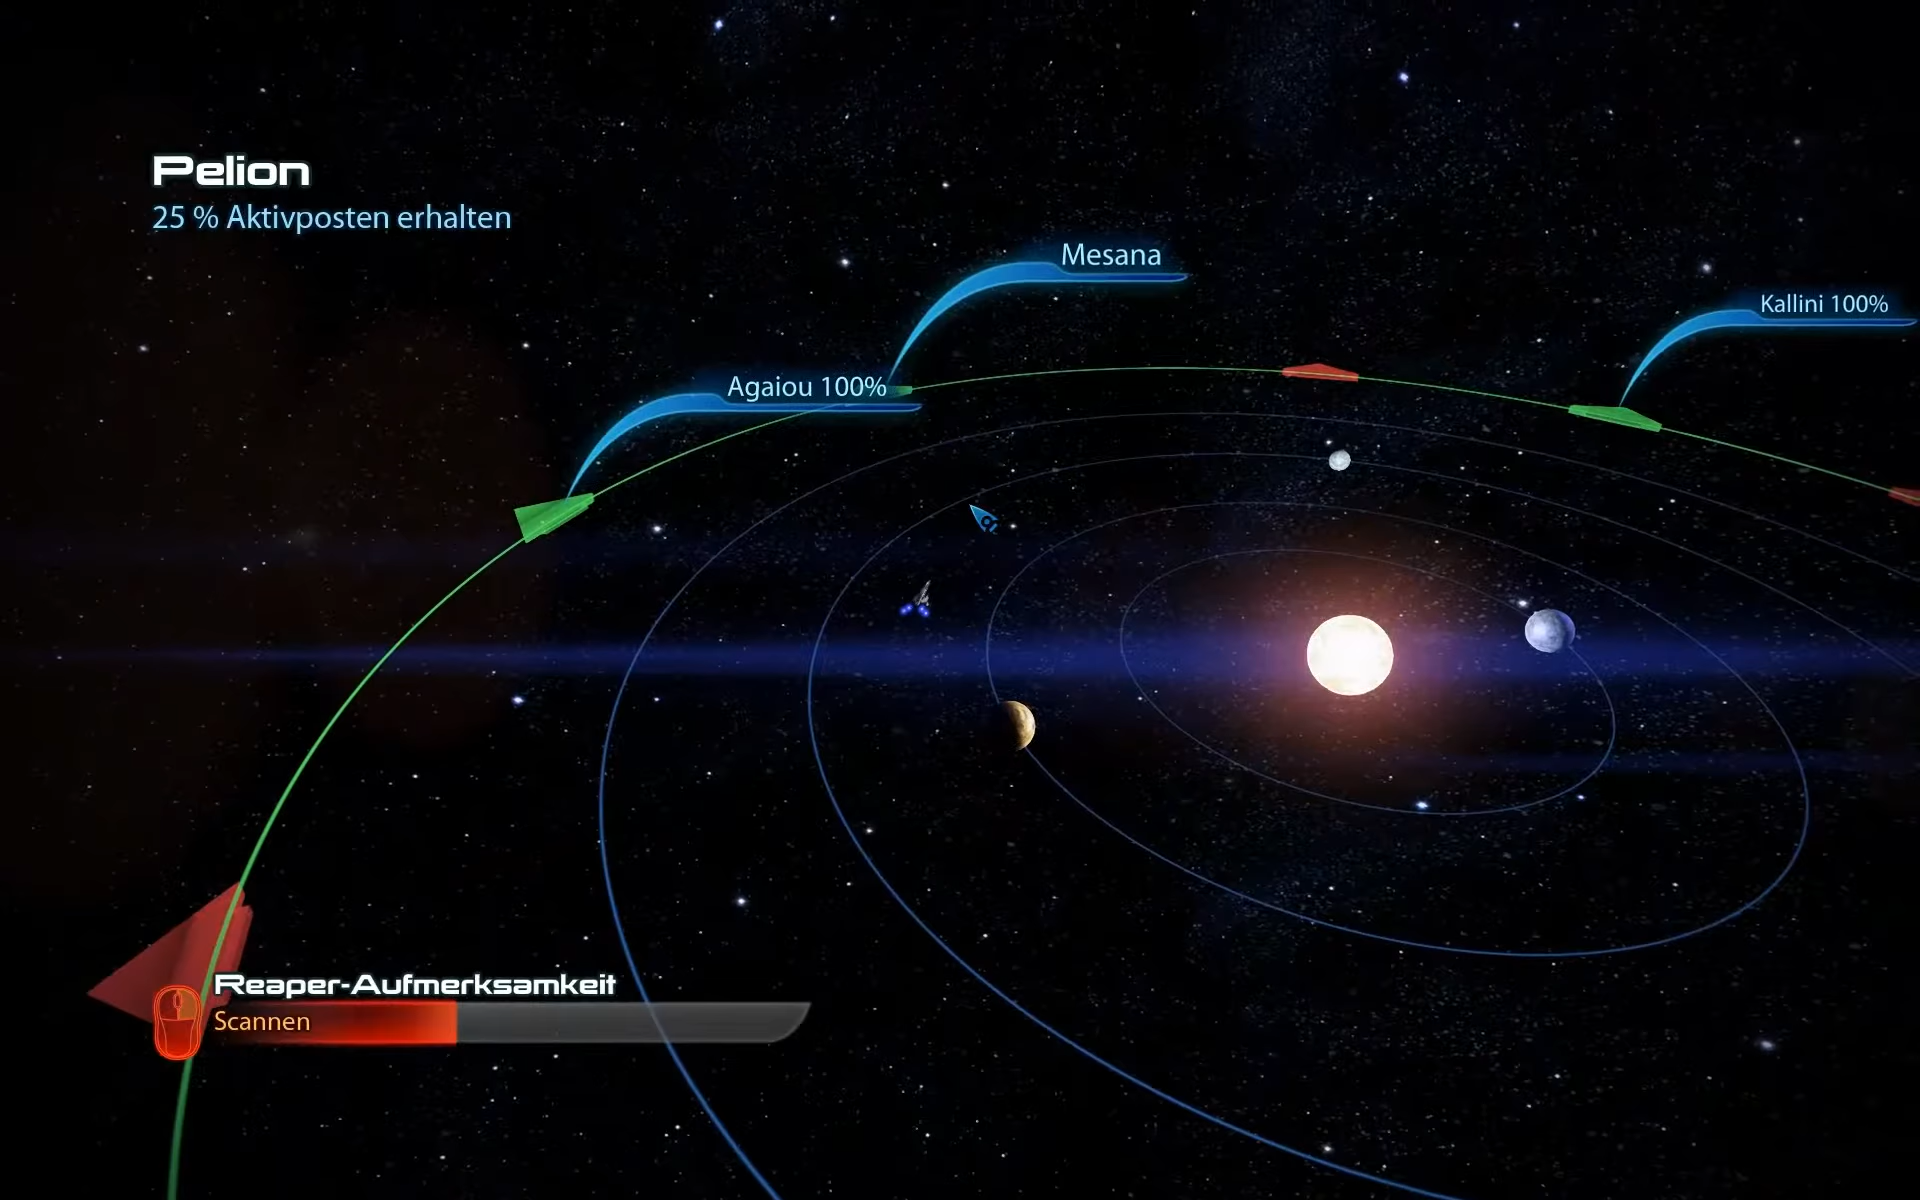 Pelion
25 % Aktivposten erhalten
Mesana
Kallini 100%
Agaiou 100%
Reaper-Aufmerksamkeit
Scannen